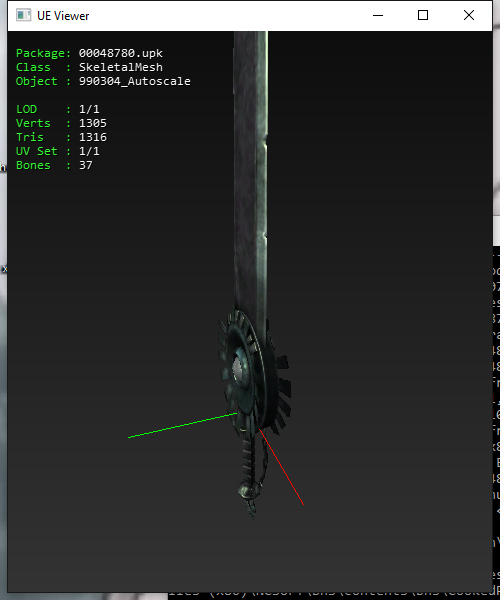 UE Viewer
Package: 00048780.upk
Class  : SkeletalMesh
Object : 990304_Autoscale
LOD    : 1/1
Verts  : 1305
Tris   : 1316
UV Set : 1/1
Bones  : 37